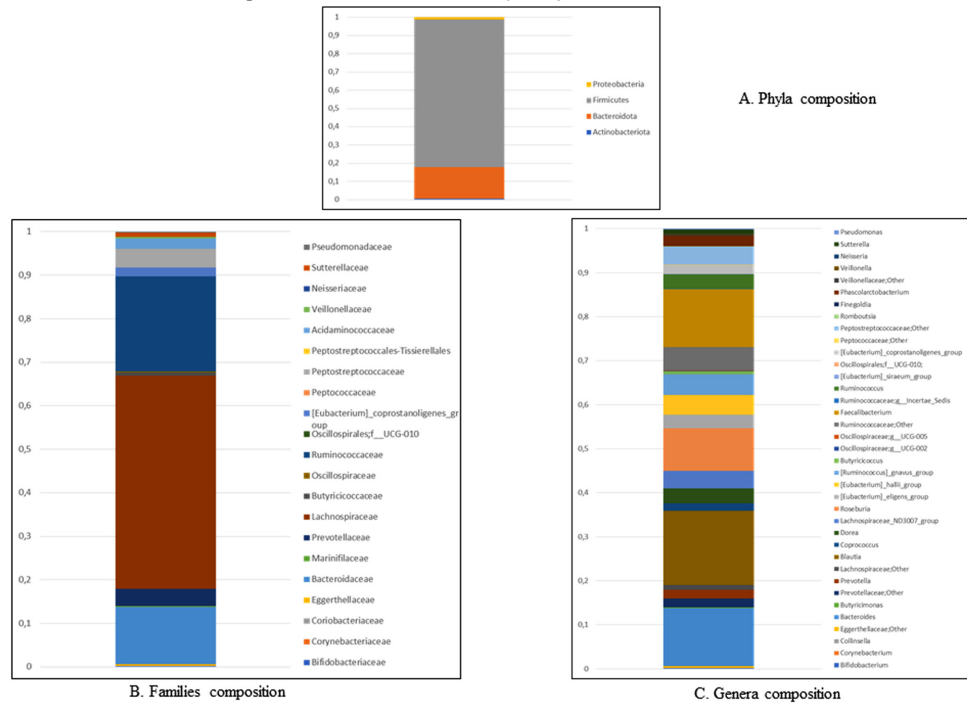 1
0,9
0,8
0,7
0,6
0,5
0,4
0,3
0,2
0,1
0
Proteobacteria
Firmicutes
Bacteroidota
Actinobacteriota
A. Phyla composition
1
0,9
0,8
0,7
0,6
0,5
0,4
0,3
0,2
0,1
0
Pseudomonadaceae
Sutterellaceae
Neisseriaceae
Veillonellaceae
Acidaminococcaceae
Peptostreptococcales-Tissierellales
Peptostreptococcaceae
Peptococcaceae
[Eubacterium]_coprostanoligenes_gr
oup
Oscillospirales;f__UCG-010
Ruminococcaceae
Oscillospiraceae
Butyricicoccaceae
Lachnospiraceae
Prevotellaceae
Marinifilaceae
Bacteroidaceae
Eggerthellaceae
Coriobacteriaceae
Corynebacteriaceae
Bifidobacteriaceae
B. Families composition
1
0,9
0,8
0,7
0,6
0,5
0,4
0,3
0,2
0,1
0
Pseudomonas
Sutterella
Neisseria
Veillonella
Veillonellaceae;Other
Phascolarctobacterium
Finegoldia
Romboutsia
Peptostreptococcaceae;Other
Peptococcaceae;Other
[Eubacterium]_coprostanoligenes_group
Oscillospirales;f__UCG-010;
[Eubacterium]_siraeum_group
Ruminococcus
Ruminococcaceae;g__Incertae_Sedis
Faecalibacterium
Ruminococcaceae;Other
Oscillospiraceae;g__UCG-005
Oscillospiraceae;g__UCG-002
Butyricicoccus
[Ruminococcus]_gnavus_group
[Eubacterium]_hallii_group
[Eubacterium]_eligens_group
Roseburia
Lachnospiraceae_ND3007_group
Dorea
Coprococcus
Blautia
Lachnospiraceae;Other
Prevotella
Prevotellaceae;Other
Butyricimonas
Bacteroides
Eggerthellaceae;Other
Collinsella
Corynebacterium
Bifidobacterium
C. Genera composition